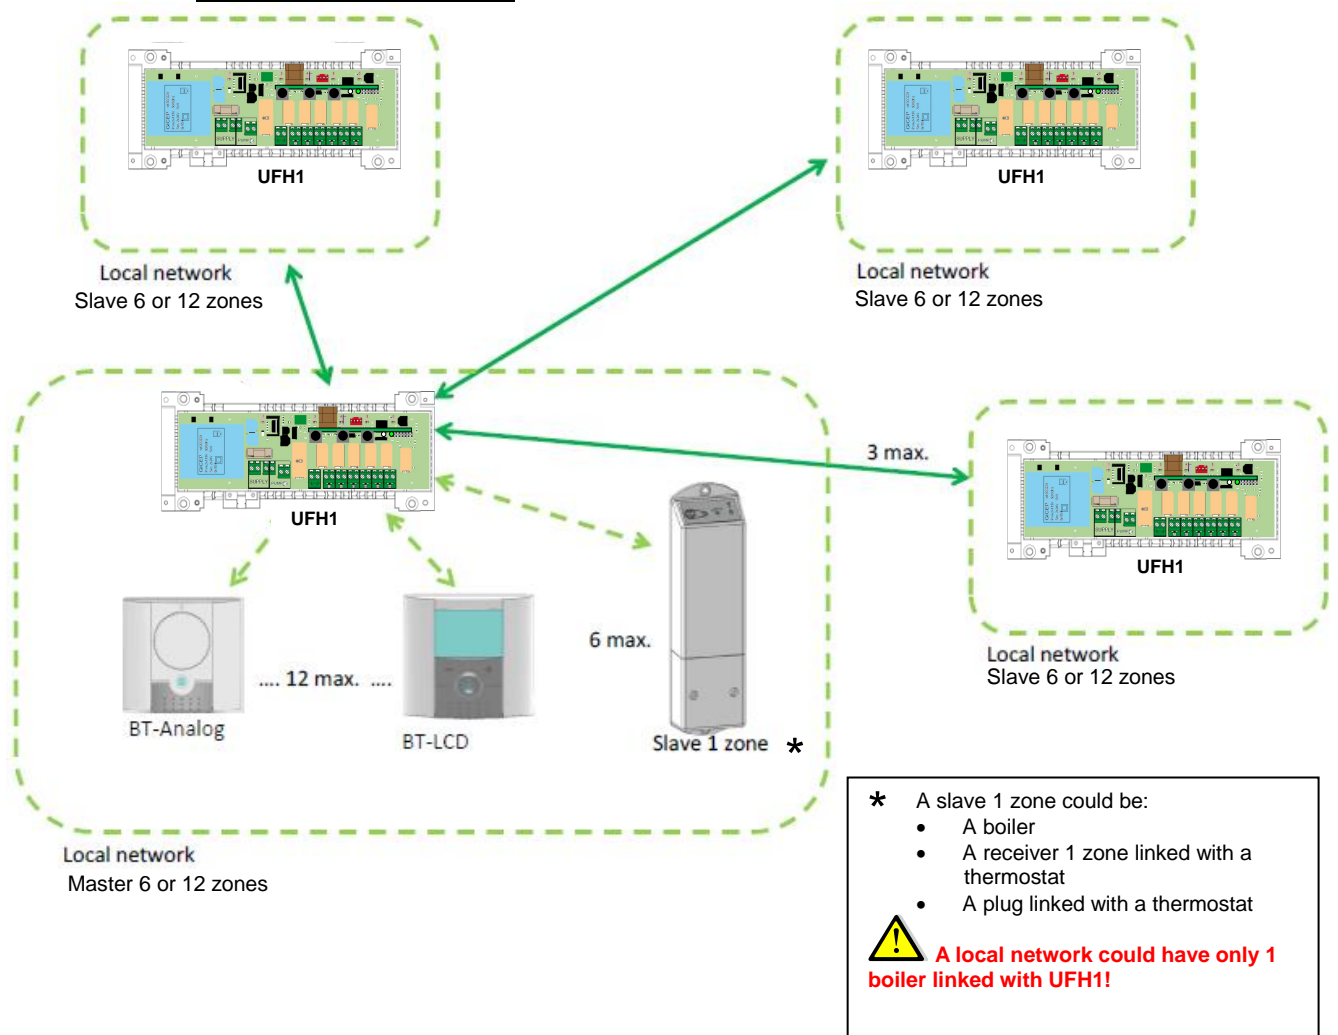 UFH1
UFH1
Local network
Slave 6 or 12 zones
Local network
Slave 6 or 12 zones
3 max.
UFH1
UFH1
6 max.
Local network
Slave 6 or 12 zones
.... 12 max. ....
BT-Analog
BT-LCD
Slave 1 zone *
Local network
Master 6 or 12 zones
* A slave 1 zone could be:
• A boiler
• A receiver 1 zone linked with a
thermostat
• A plug linked with a thermostat
! A local network could have only 1
boiler linked with UFH1!